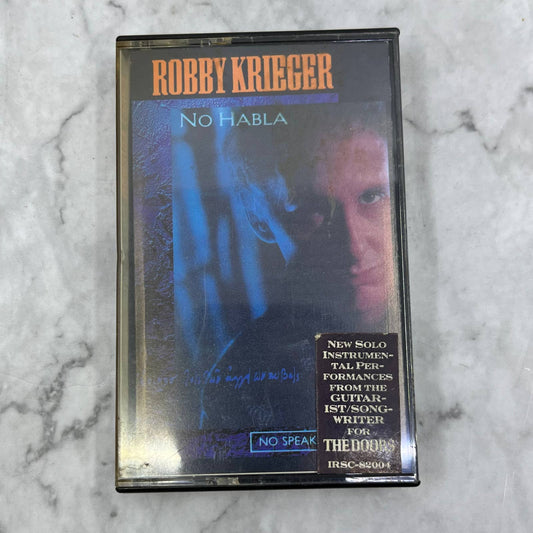 ROBBY KRIEGER
NO HABLA
NO SPEAK
NEW SOLO
INSTRUMEN-
TAL PER-
FORMANCES
FROM THE
GUITAR-
IST/SONG-
WRITER
FOR
THE DOORS
IRSC-82004